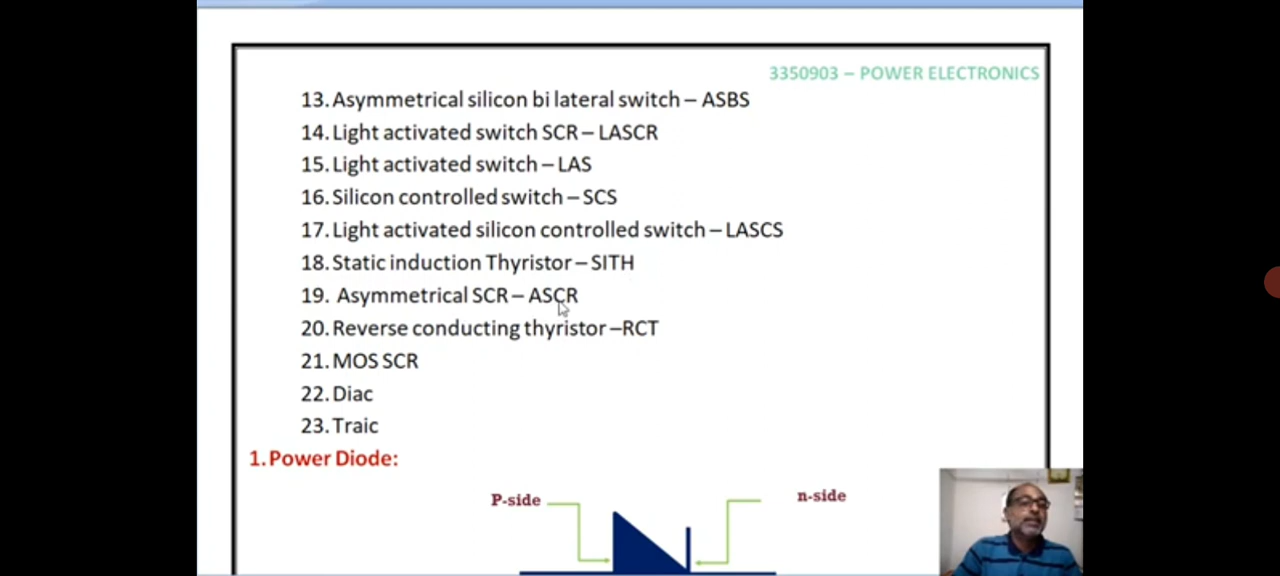 3350903 – POWER ELECTRONICS
13. Asymmetrical silicon bi lateral switch – ASBS
14. Light activated switch SCR – LASCR
15. Light activated switch – LAS
16. Silicon controlled switch – SCS
17. Light activated silicon controlled switch – LASCS
18. Static induction Thyristor – SITH
19. Asymmetrical SCR – ASCR
20. Reverse conducting thyristor –RCT
21. MOS SCR
22. Diac
23. Traic
1. Power Diode:
P-side
n-side